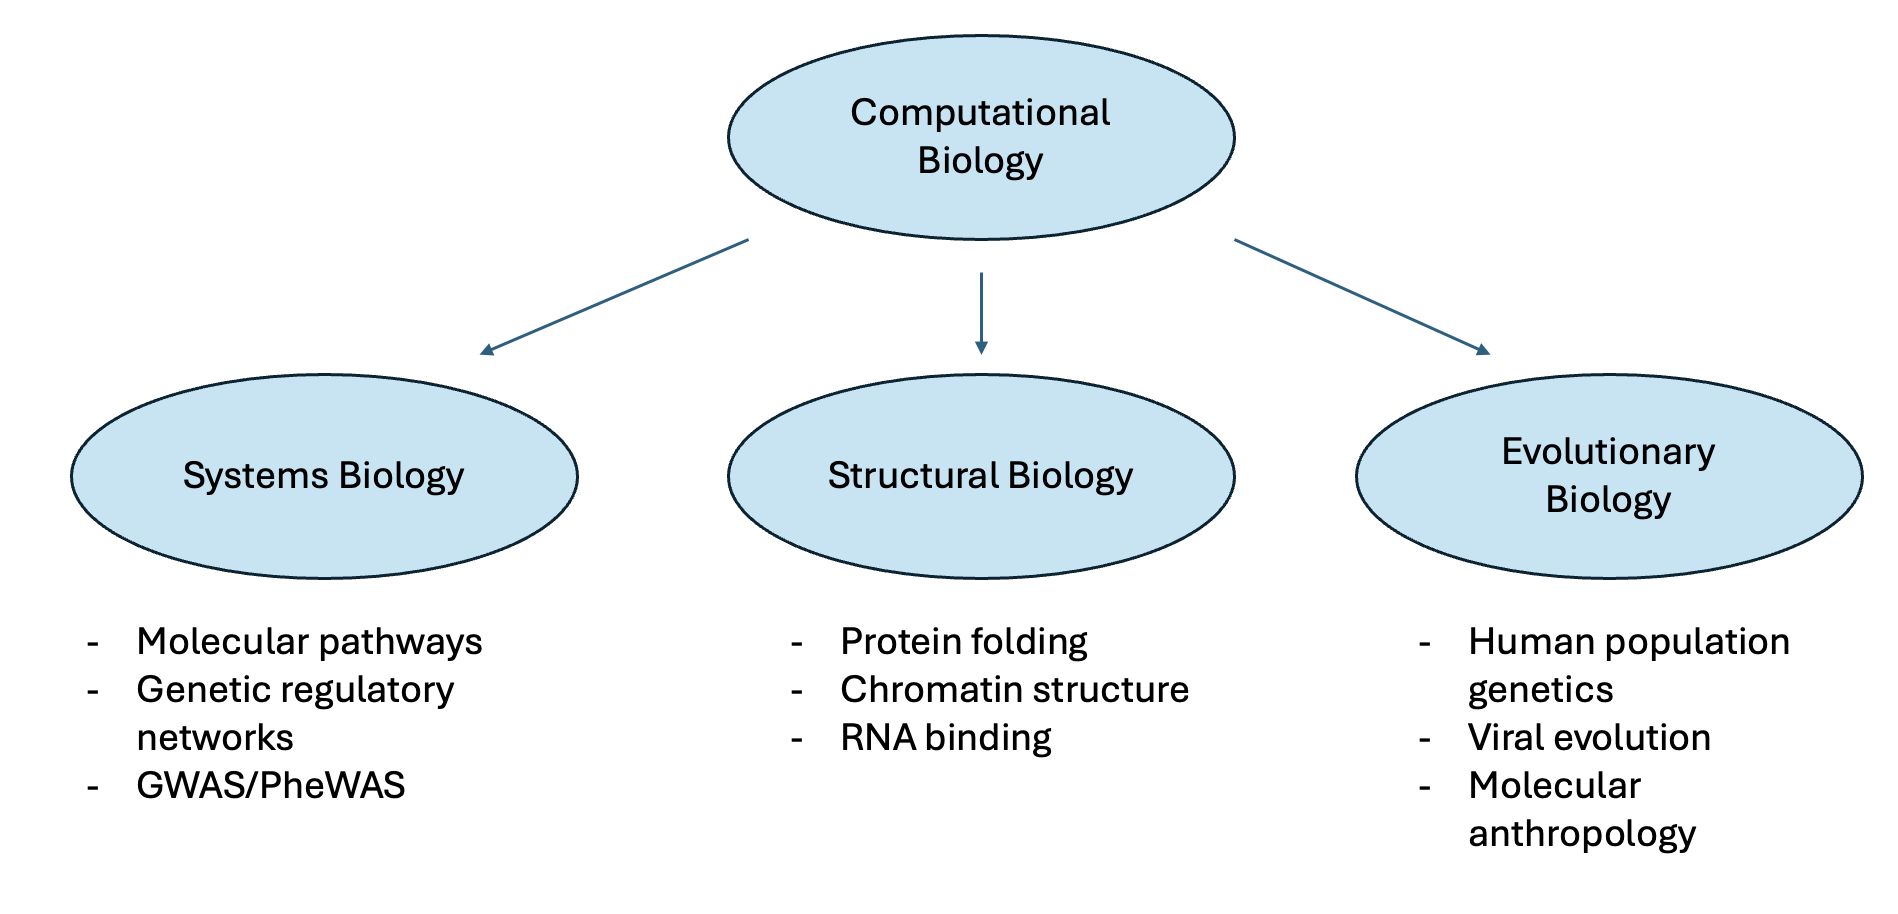 Computational
Biology
Systems Biology
Structural Biology
Evolutionary
Biology
- Molecular pathways
- Genetic regulatory
networks
- GWAS/PheWAS
- Protein folding
- Chromatin structure
- RNA binding
- Human population
genetics
- Viral evolution
- Molecular
anthropology